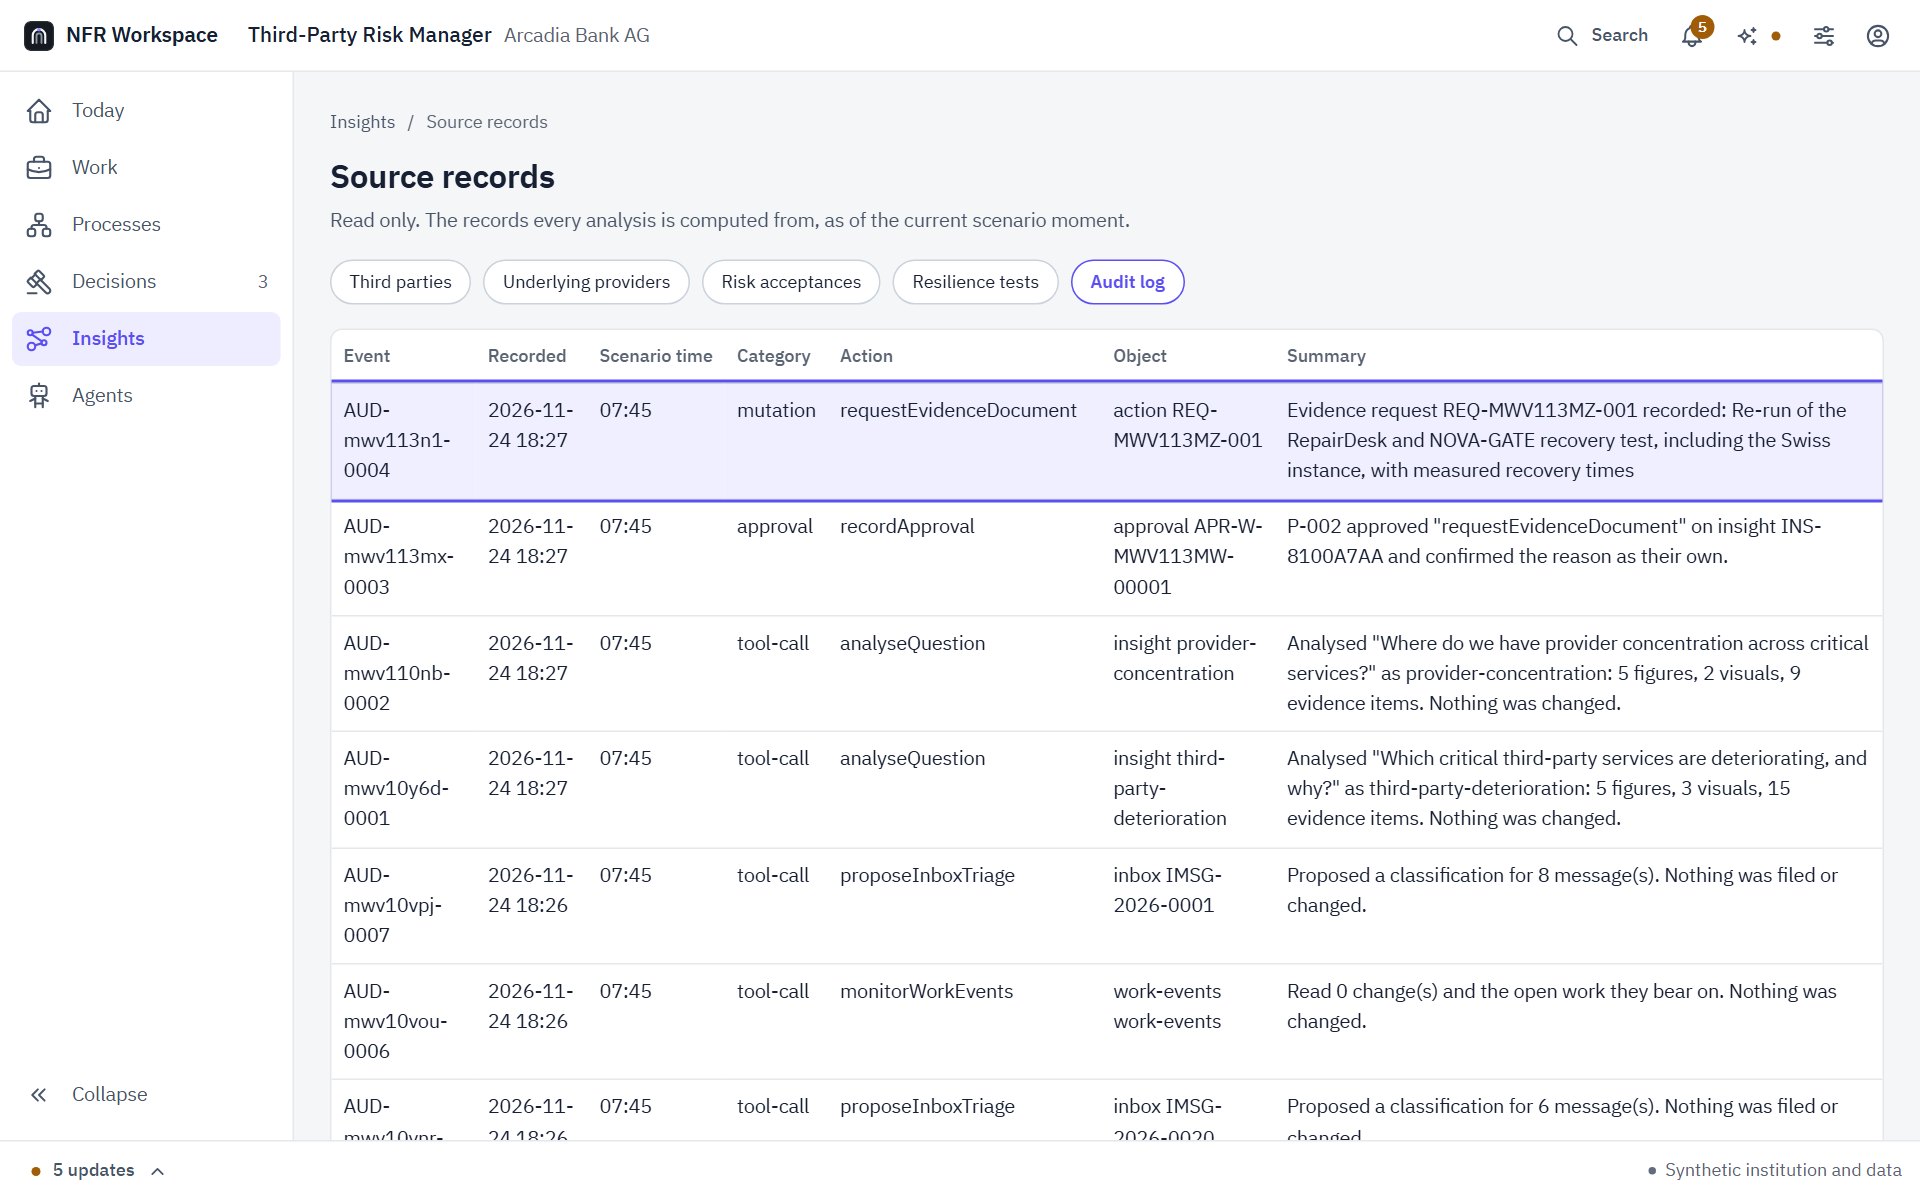 NFR Workspace
Third-Party Risk Manager Arcadia Bank AG
Search
5
Today
Work
Processes
Decisions 3
Insights
Agents
Collapse
Insights / Source records
Source records
Read only. The records every analysis is computed from, as of the current scenario moment.
Third parties Underlying providers Risk acceptances Resilience tests Audit log
Event Recorded Scenario time Category Action Object Summary
AUD- 2026-11- 07:45 mutation requestEvidenceDocument action REQ- Evidence request REQ-MWV113MZ-001 recorded: Re-run of the
mwv113n1- 24 18:27 MWV113MZ-001 RepairDesk and NOVA-GATE recovery test, including the Swiss
0004 instance, with measured recovery times
AUD- 2026-11- 07:45 approval recordApproval approval APR-W- P-002 approved "requestEvidenceDocument" on insight INS-
mwv113mx- 24 18:27 MWV113MW- 8100A7AA and confirmed the reason as their own.
0003 00001
AUD- 2026-11- 07:45 tool-call analyseQuestion insight provider- Analysed "Where do we have provider concentration across critical
mwv110nb- 24 18:27 concentration services?" as provider-concentration: 5 figures, 2 visuals, 9
0002 evidence items. Nothing was changed.
AUD- 2026-11- 07:45 tool-call analyseQuestion insight third- Analysed "Which critical third-party services are deteriorating, and
mwv10y6d- 24 18:27 party- why?" as third-party-deterioration: 5 figures, 3 visuals, 15
0001 deterioration evidence items. Nothing was changed.
AUD- 2026-11- 07:45 tool-call proposeInboxTriage inbox IMSG- Proposed a classification for 8 message(s). Nothing was filed or
mwv10vpj- 24 18:26 2026-0001 changed.
0007
AUD- 2026-11- 07:45 tool-call monitorWorkEvents work-events Read 0 change(s) and the open work they bear on. Nothing was
mwv10vou- 24 18:26 work-events changed.
0006
AUD- 2026-11- 07:45 tool-call proposeInboxTriage inbox IMSG- Proposed a classification for 6 message(s). Nothing was filed or
24 18:26 2026-0020 changed.
5 updates
Synthetic institution and data